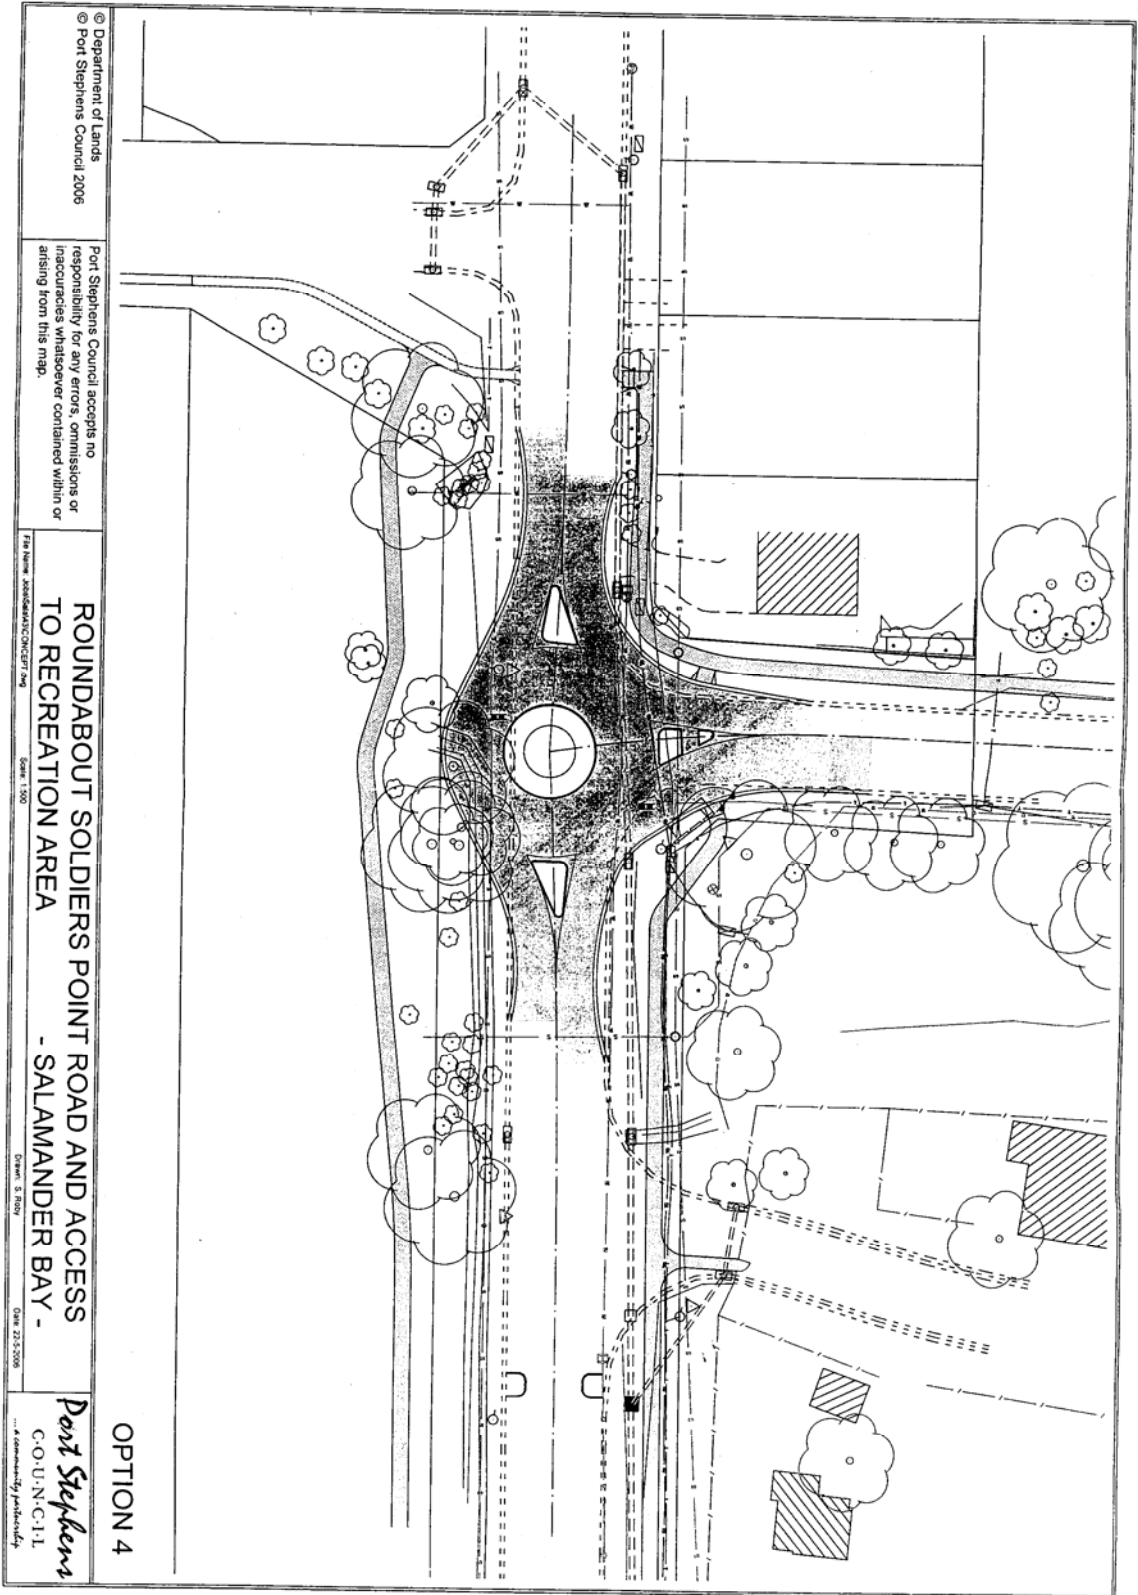 © Department of Lands
© Port Stephens Council 2006
Port Stephens Council accepts no
responsibility for any errors, ommissions or
inaccuracies whatsoever contained within or
arising from this map.
ROUNDABOUT SOLDIERS POINT ROAD AND ACCESS
TO RECREATION AREA - SALAMANDER BAY -
Scale: 1:500
Drawn: S. Roby
Date: 22-5-2006
Port Stephens
C·O·U·N·C·I·L
... a community partnership
OPTION 4